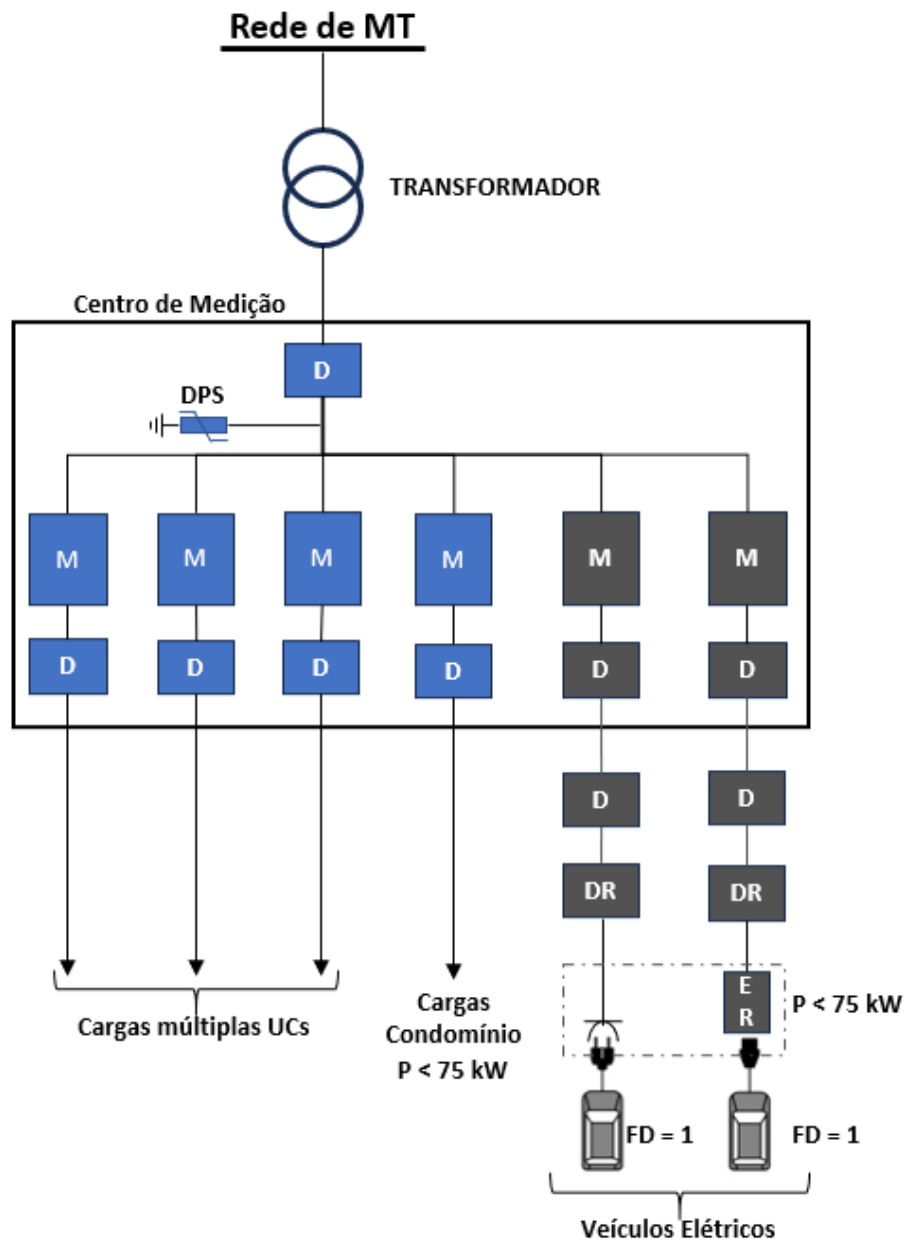 Rede de MT
TRANSFORMADOR
Centro de Medição
D
DPS
M M M M M M
D D D D D D
D D
DR DR
E
R
P < 75 kW
Cargas múltiplas UCs
Cargas
Condomínio
P < 75 kW
FD = 1 FD = 1
Veículos Elétricos